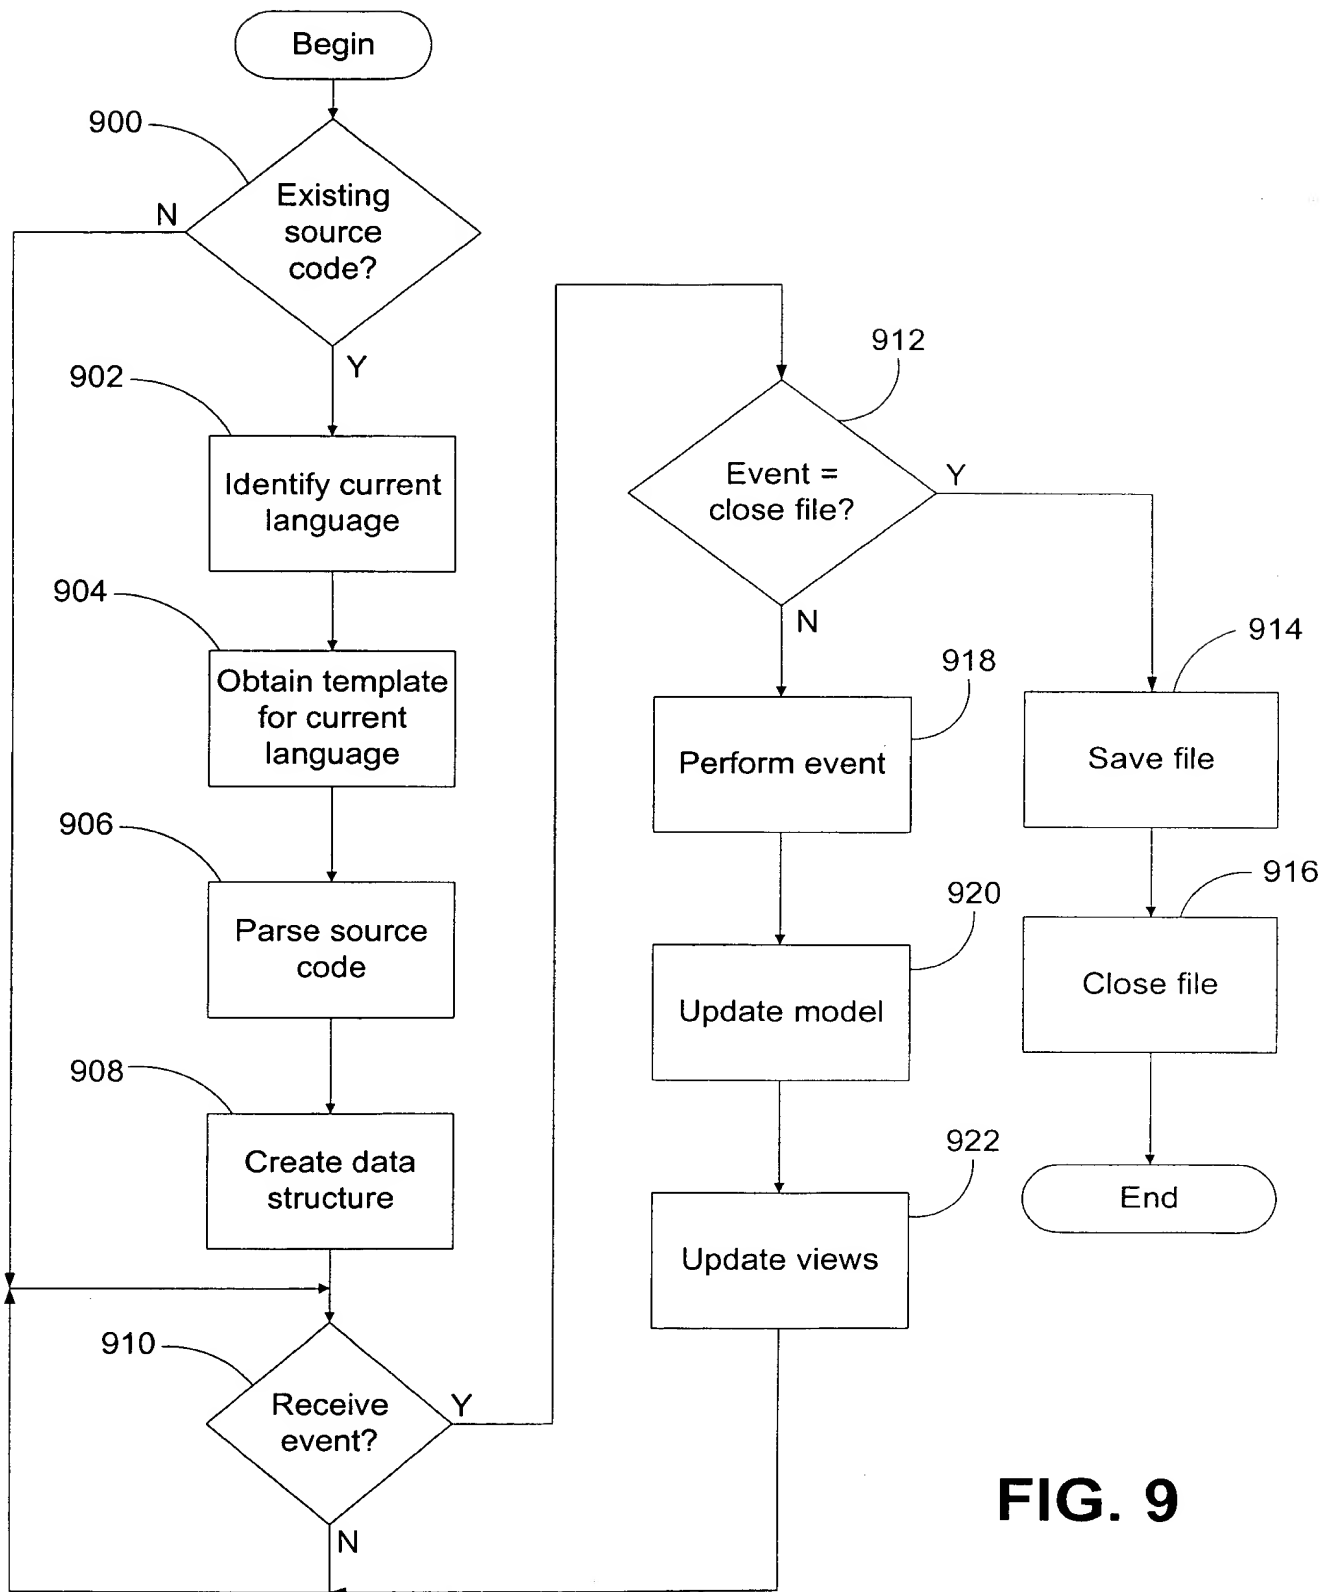 Begin
900
Existing
source
code?
N
Y
902
Identify current
language
904
Obtain template
for current
language
906
Parse source
code
908
Create data
structure
910
Receive
event?
Y
N
912
Event =
close file?
Y
N
914
Save file
916
Close file
End
918
Perform event
920
Update model
922
Update views
FIG. 9